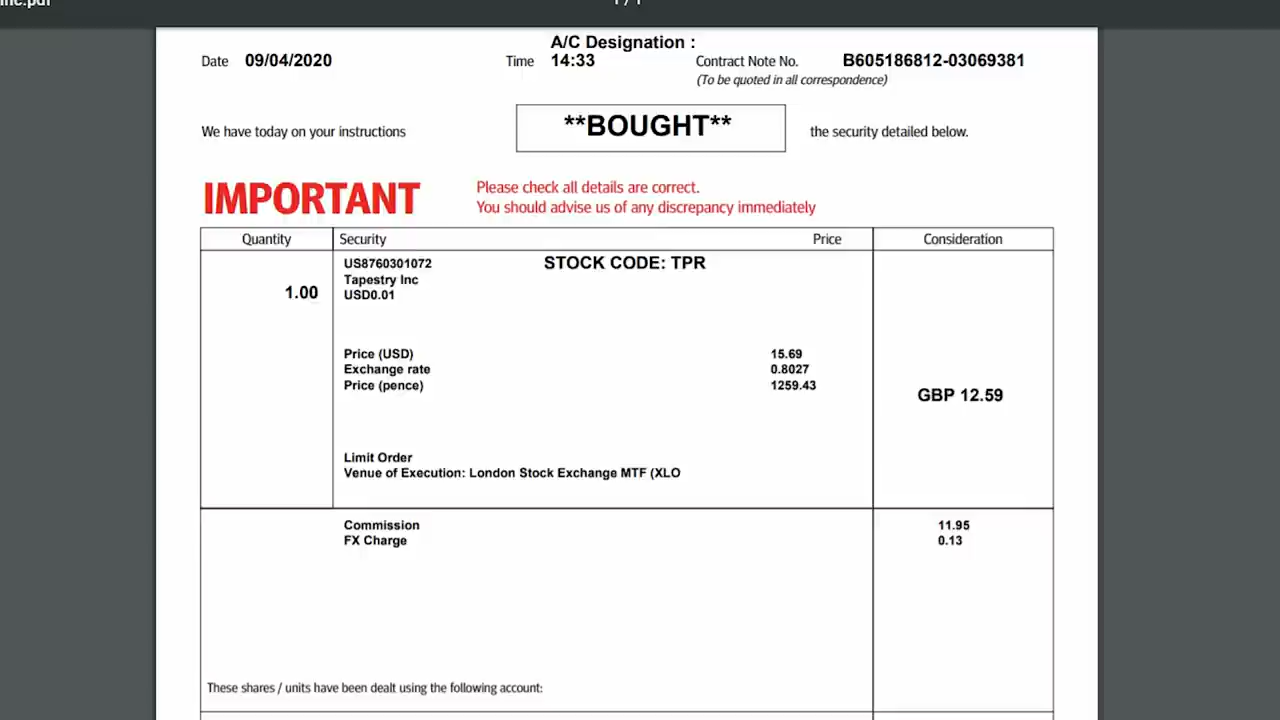 A/C Designation :
Date 09/04/2020 Time 14:33 Contract Note No. B605186812-03069381
(To be quoted in all correspondence)
We have today on your instructions **BOUGHT** the security detailed below.
IMPORTANT Please check all details are correct.
You should advise us of any discrepancy immediately
Quantity Security Price Consideration
US8760301072 STOCK CODE: TPR
Tapestry Inc
1.00 USD0.01
Price (USD) 15.69
Exchange rate 0.8027
Price (pence) 1259.43
GBP 12.59
Limit Order
Venue of Execution: London Stock Exchange MTF (XLO
Commission 11.95
FX Charge 0.13
These shares / units have been dealt using the following account: